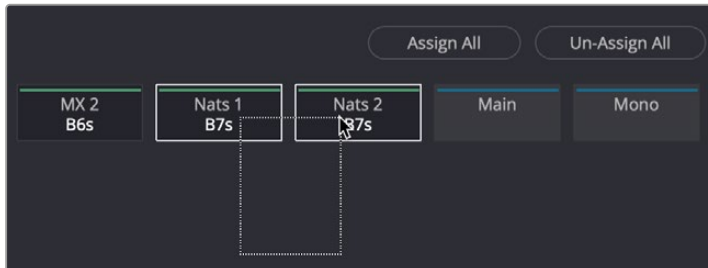 Assign All Un-Assign All
MX 2 Nats 1 Nats 2 Main Mono
B6s B7s B7s